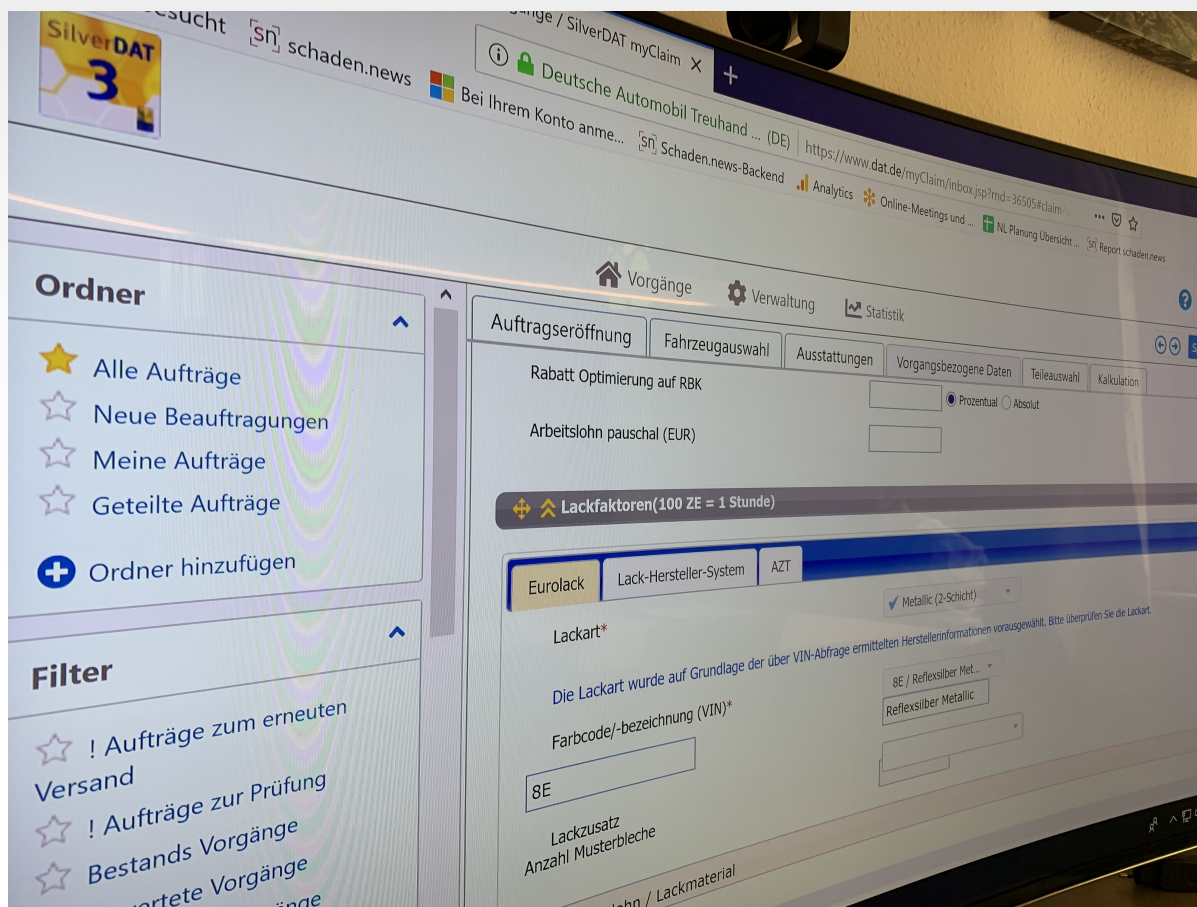 SilverDAT
3
esucht
schaden.news
Bei Ihrem Konto anme...
Schaden.news-Backend
Analytics
Online-Meetings und ...
NL Planung Übersicht ...
Report schaden.news
/ SilverDAT myClaim
Deutsche Automobil Treuhand ... (DE)
https://www.dat.de/myClaim/inbox.jsp?rnd=36505#claim
Vorgänge
Verwaltung
Statistik
Ordner
Alle Aufträge
Neue Beauftragungen
Meine Aufträge
Geteilte Aufträge
Ordner hinzufügen
Filter
! Aufträge zum erneuten
Versand
! Aufträge zur Prüfung
Bestands Vorgänge
ertete Vorgänge
Auftragseröffnung
Fahrzeugauswahl
Ausstattungen
Vorgangsbezogene Daten
Teileauswahl
Kalkulation
Rabatt Optimierung auf RBK
Prozentual
Absolut
Arbeitslohn pauschal (EUR)
Lackfaktoren(100 ZE = 1 Stunde)
Eurolack
Lack-Hersteller-System
AZT
Lackart*
Metallic (2-Schicht)
Die Lackart wurde auf Grundlage der über VIN-Abfrage ermittelten Herstellerinformationen vorausgewählt. Bitte überprüfen Sie die Lackart.
Farbcode/-bezeichnung (VIN)*
8E / Reflexsilber Met...
Reflexsilber Metallic
8E
Lackzusatz
Anzahl Musterbleche
/ Lackmaterial